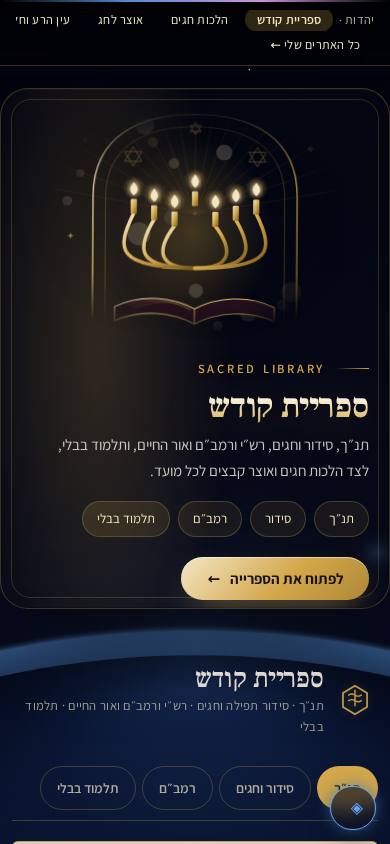 יהדות ·
ספריית קודש
הלכות חגים
אוצר לחג
עין הרע וחי
כל האתרים שלי ←
SACRED LIBRARY
ספריית קודש
תנ״ך, סידור וחגים, רש״י ורמב״ם ואור החיים, ותלמוד בבלי,
לצד הלכות חגים ואוצר קבצים לכל מועד.
תנ״ך
סידור
רמב״ם
תלמוד בבלי
לפתוח את הספרייה ←
ספריית קודש
תנ״ך · סידור תפילה וחגים · רש״י ורמב״ם ואור החיים · תלמוד
בבלי
סידור וחגים
רמב״ם
תלמוד בבלי